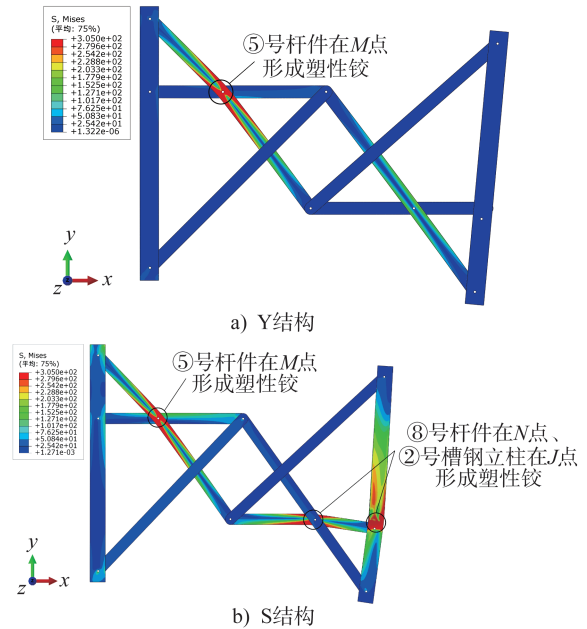 S, Mises
(平均: 75%)
+3.050e+02
+2.796e+02
+2.542e+02
+2.288e+02
+2.033e+02
+1.779e+02
+1.525e+02
+1.271e+02
+1.017e+02
+7.625e+01
+5.083e+01
+2.542e+01
+1.322e-06
⑤号杆件在M点
形成塑性铰
y
z
x
a) Y结构
S, Mises
(平均: 75%)
+3.050e+02
+2.796e+02
+2.542e+02
+2.288e+02
+2.033e+02
+1.779e+02
+1.525e+02
+1.271e+02
+1.017e+02
+7.625e+01
+5.084e+01
+2.542e+01
+1.271e-03
⑤号杆件在M点
形成塑性铰
⑧号杆件在N点、
②号槽钢立柱在J点
形成塑性铰
y
z
x
b) S结构